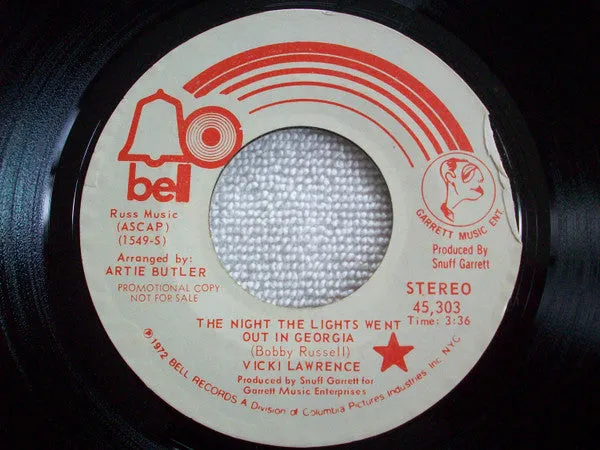 bell
Russ Music
(ASCAP)
(1549-S)
Arranged by:
ARTIE BUTLER
PROMOTIONAL COPY
NOT FOR SALE
GARRETT MUSIC ENT.
Produced By
Snuff Garrett
STEREO
45,303
Time: 3:36
THE NIGHT THE LIGHTS WENT
OUT IN GEORGIA
(Bobby Russell)
VICKI LAWRENCE
Produced by Snuff Garrett for
Garrett Music Enterprises
℗ 1972 BELL RECORDS A Division of Columbia Pictures Industries, Inc. NYC